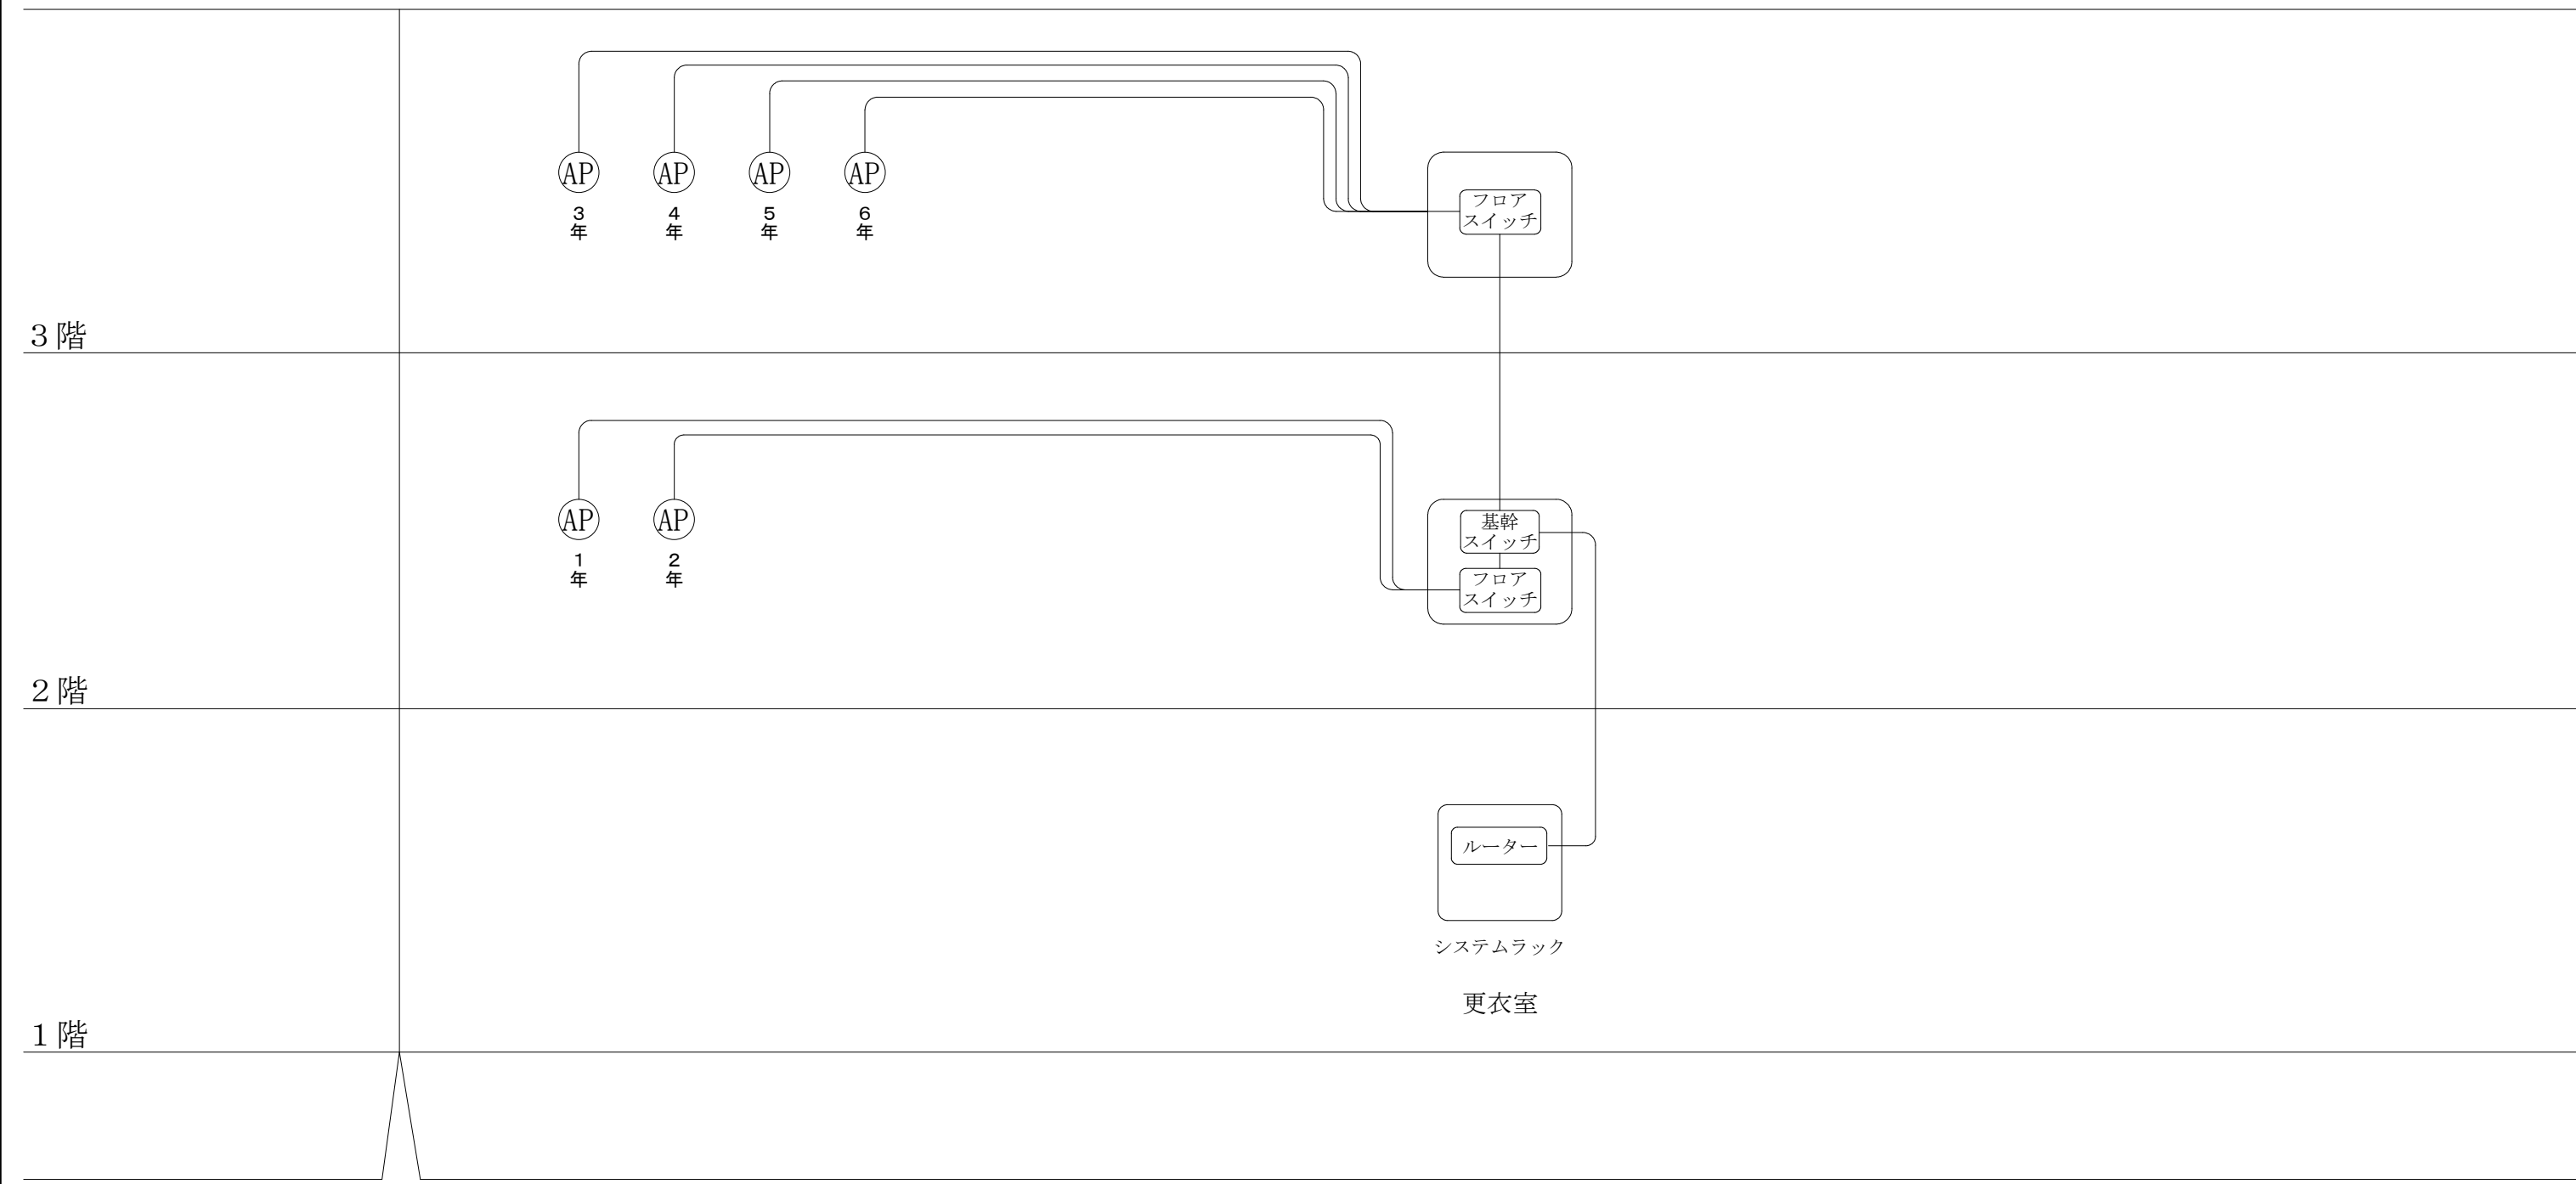 AP AP AP AP
3年 4年 5年 6年
フロア
スイッチ
３階
AP AP
1年 2年
基幹
スイッチ
フロア
スイッチ
２階
ルーター
システムラック
更衣室
１階